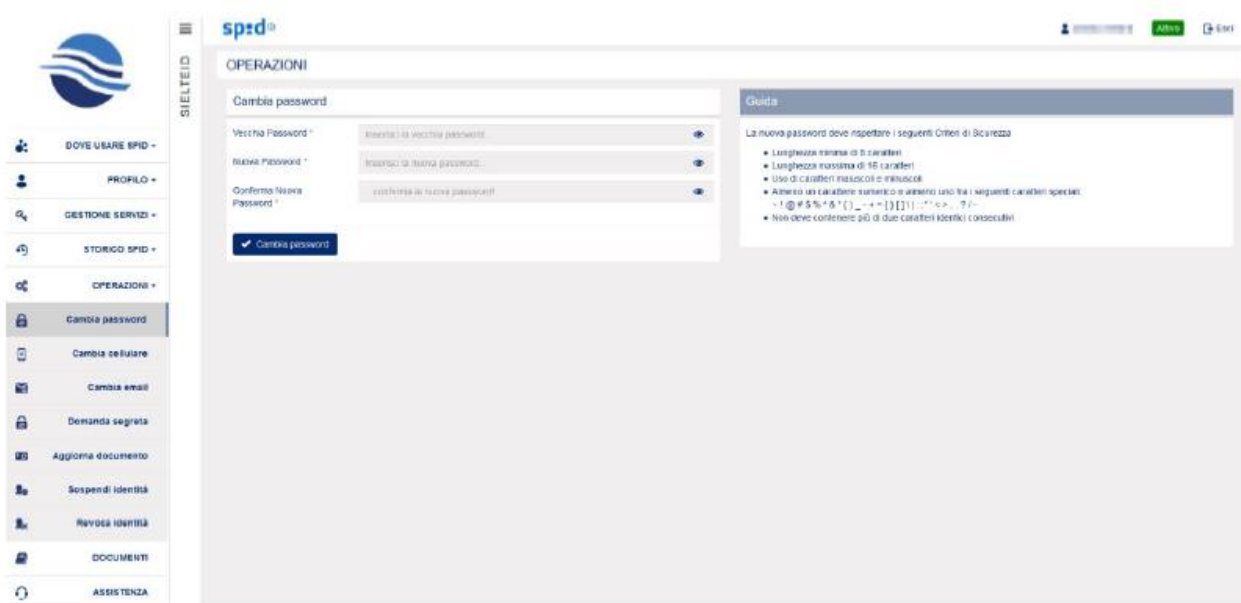 DOVE USARE SPID
PROFILO
GESTIONE SERVIZI
STORICO SPID
OPERAZIONI
Cambia password
Cambia cellulare
Cambia email
Domanda segreta
Aggiorna documento
Sospendi identità
Revoca identità
DOCUMENTI
ASSISTENZA
SIELTEID
spid
Attivo
Esci
OPERAZIONI
Cambia password
Vecchia Password *
Inserisci la vecchia password
Nuova Password *
Inserisci la nuova password
Conferma Nuova
Password *
conferma la nuova password
Cambia password
Guida
La nuova password deve rispettare i seguenti Criteri di Sicurezza
Lunghezza minima di 8 caratteri
Lunghezza massima di 16 caratteri
Uso di caratteri maiuscoli e minuscoli
Almeno un carattere numerico e almeno uno tra i seguenti caratteri speciali:
Non deve contenere più di due caratteri identici consecutivi